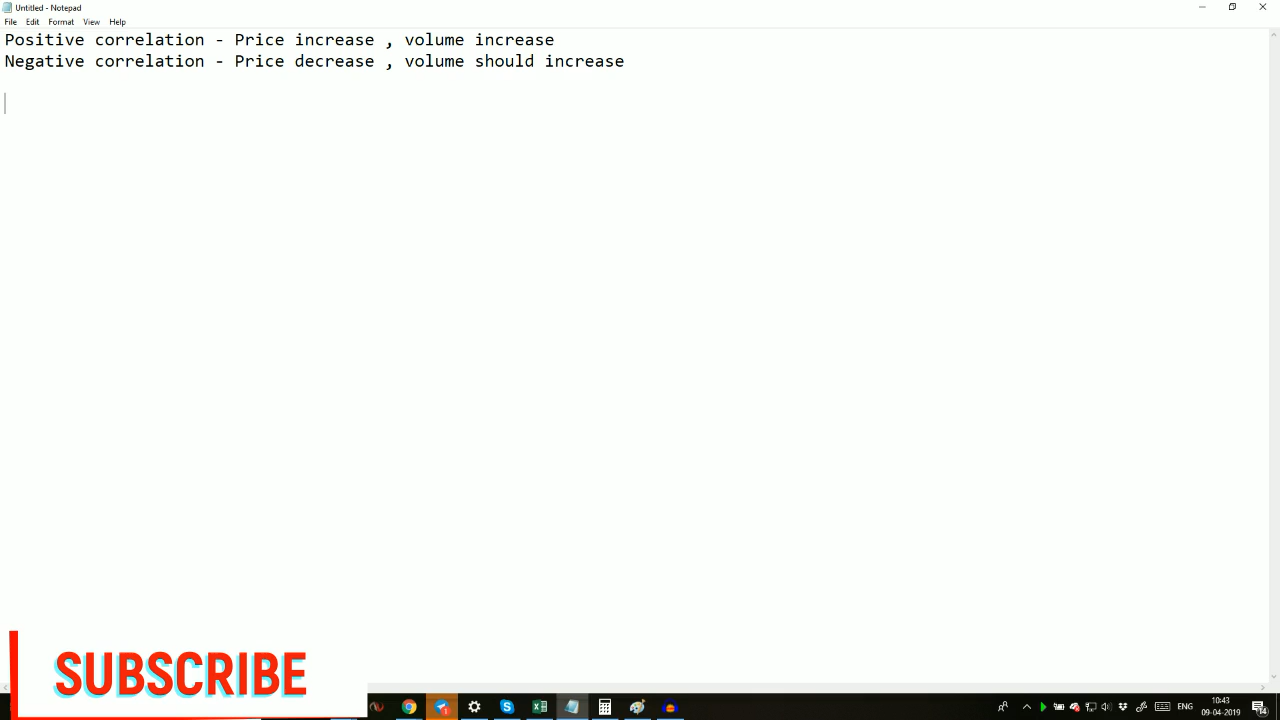 Untitled - Notepad
File Edit Format View Help
Positive correlation - Price increase , volume increase
Negative correlation - Price decrease , volume should increase
SUBSCRIBE
ENG
10:43
09-04-2019